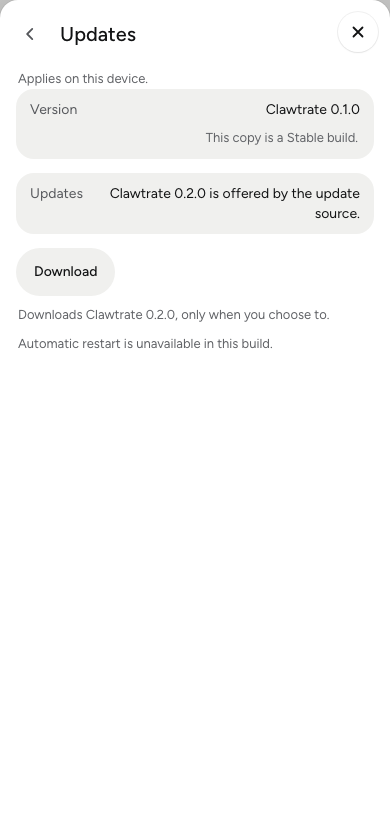 Updates
Applies on this device.
Version Clawtrate 0.1.0
This copy is a Stable build.
Updates Clawtrate 0.2.0 is offered by the update
source.
Download
Downloads Clawtrate 0.2.0, only when you choose to.
Automatic restart is unavailable in this build.